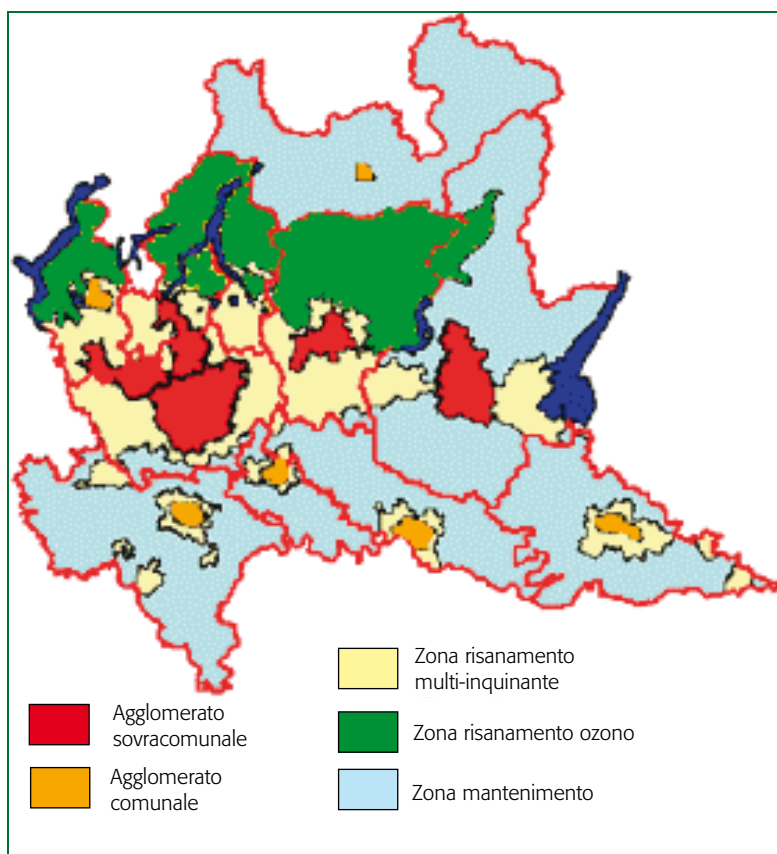 Agglomerato
sovracomunale
Agglomerato
comunale
Zona risanamento
multi-inquinante
Zona risanamento ozono
Zona mantenimento